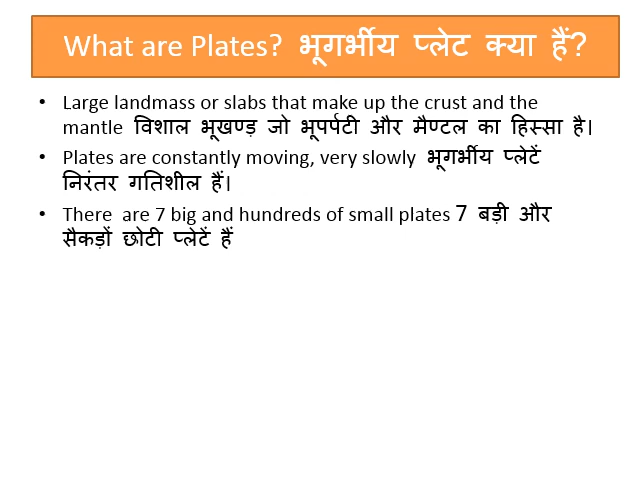 What are Plates? भूगर्भीय प्लेट क्या हैं?
• Large landmass or slabs that make up the crust and the
mantle विशाल भूखण्ड़ जो भूपर्पटी और मैण्टल का हिस्सा है।
• Plates are constantly moving, very slowly भूगर्भीय प्लेटें
निरंतर गतिशील हैं।
• There are 7 big and hundreds of small plates 7 बड़ी और
सैकड़ों छोटी प्लेटें हैं